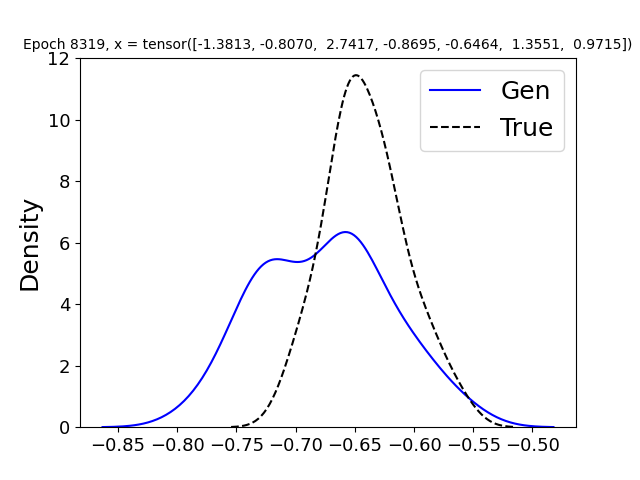 Epoch 8319, x = tensor([-1.3813, -0.8070,  2.7417, -0.8695, -0.6464,  1.3551,  0.9715])
12
10
8
6
4
2
0
Density
Gen
True
−0.85 −0.80 −0.75 −0.70 −0.65 −0.60 −0.55 −0.50